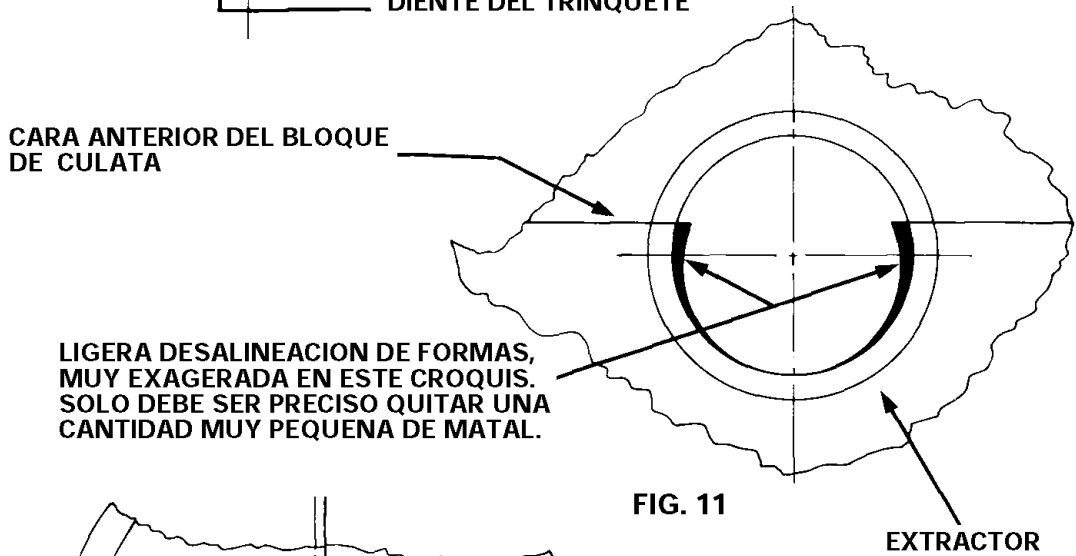 DIENTE DEL TRINQUETE
CARA ANTERIOR DEL BLOQUE
DE CULATA
LIGERA DESALINEACION DE FORMAS,
MUY EXAGERADA EN ESTE CROQUIS.
SOLO DEBE SER PRECISO QUITAR UNA
CANTIDAD MUY PEQUENA DE MATAL.
FIG. 11
EXTRACTOR